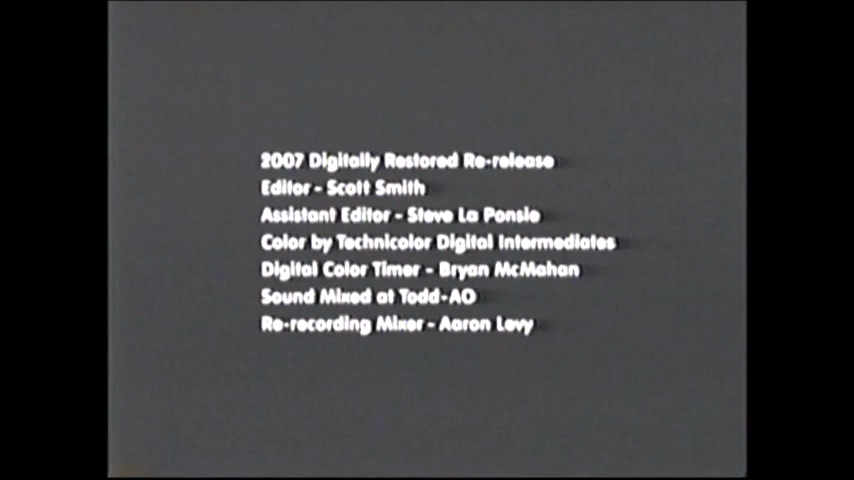 2007 Digitally Restored Re-release
Editor - Scott Smith
Assistant Editor - Steve La Ponsie
Color by Technicolor Digital Intermediates
Digital Color Timer - Bryan McMahan
Sound Mixed at Todd-AO
Re-recording Mixer - Aaron Levy